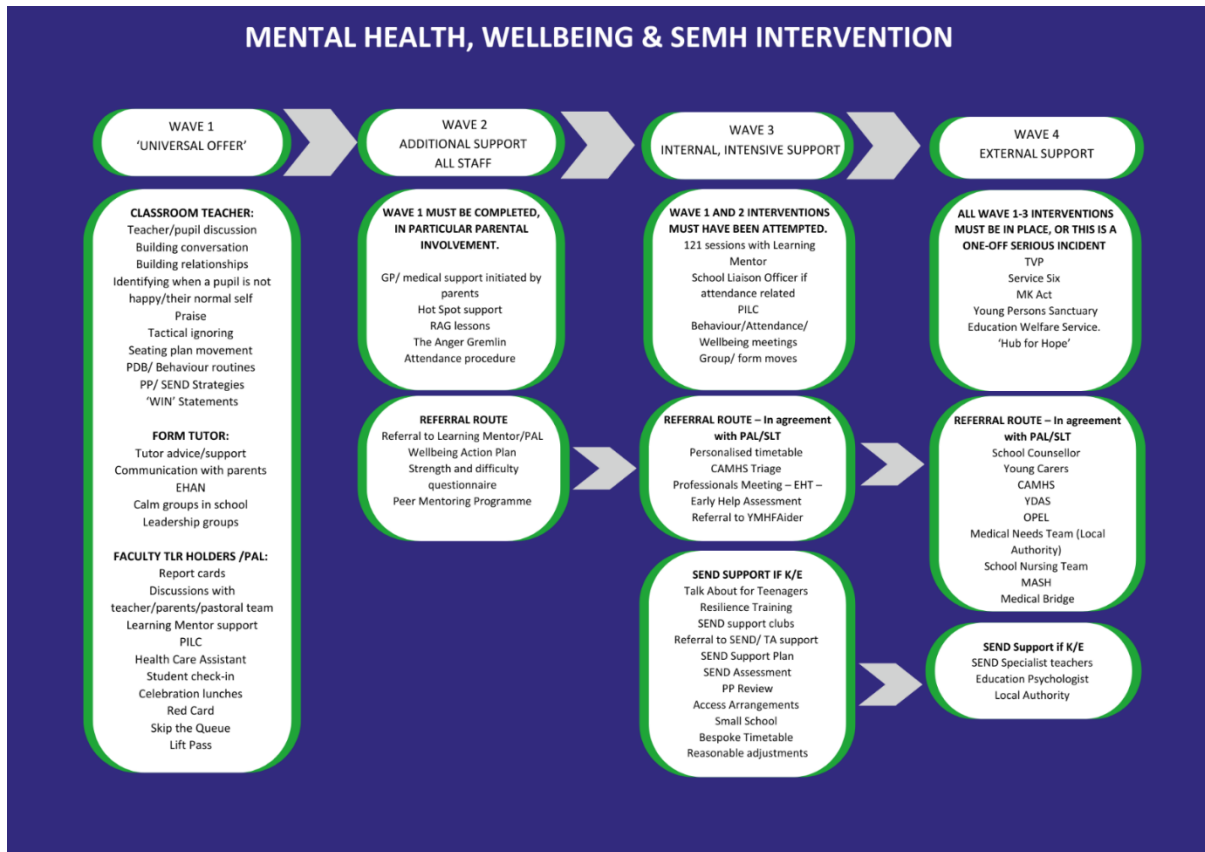 MENTAL HEALTH, WELLBEING & SEMH INTERVENTION
WAVE 1
‘UNIVERSAL OFFER’
WAVE 2
ADDITIONAL SUPPORT
ALL STAFF
WAVE 3
INTERNAL, INTENSIVE SUPPORT
WAVE 4
EXTERNAL SUPPORT
CLASSROOM TEACHER:
Teacher/pupil discussion
Building conversation
Building relationships
Identifying when a pupil is not
happy/their normal self
Praise
Tactical ignoring
Seating plan movement
PDB/ Behaviour routines
PP/ SEND Strategies
‘WIN’ Statements
FORM TUTOR:
Tutor advice/support
Communication with parents
EHAN
Calm groups in school
Leadership groups
FACULTY TLR HOLDERS /PAL:
Report cards
Discussions with
teacher/parents/pastoral team
Learning Mentor support
PILC
Health Care Assistant
Student check-in
Celebration lunches
Red Card
Skip the Queue
Lift Pass
WAVE 1 MUST BE COMPLETED,
IN PARTICULAR PARENTAL
INVOLVEMENT.
GP/ medical support initiated by
parents
Hot Spot support
RAG lessons
The Anger Gremlin
Attendance procedure
REFERRAL ROUTE
Referral to Learning Mentor/PAL
Wellbeing Action Plan
Strength and difficulty
questionnaire
Peer Mentoring Programme
WAVE 1 AND 2 INTERVENTIONS
MUST HAVE BEEN ATTEMPTED.
121 sessions with Learning
Mentor
School Liaison Officer if
attendance related
PILC
Behaviour/Attendance/
Wellbeing meetings
Group/ form moves
REFERRAL ROUTE – In agreement
with PAL/SLT
Personalised timetable
CAMHS Triage
Professionals Meeting – EHT –
Early Help Assessment
Referral to YMHFAider
SEND SUPPORT IF K/E
Talk About for Teenagers
Resilience Training
SEND support clubs
Referral to SEND/ TA support
SEND Support Plan
SEND Assessment
PP Review
Access Arrangements
Small School
Bespoke Timetable
Reasonable adjustments
ALL WAVE 1-3 INTERVENTIONS
MUST BE IN PLACE, OR THIS IS A
ONE-OFF SERIOUS INCIDENT
TVP
Service Six
MK Act
Young Persons Sanctuary
Education Welfare Service.
‘Hub for Hope’
REFERRAL ROUTE – In agreement
with PAL/SLT
School Counsellor
Young Carers
CAMHS
YDAS
OPEL
Medical Needs Team (Local
Authority)
School Nursing Team
MASH
Medical Bridge
SEND Support if K/E
SEND Specialist teachers
Education Psychologist
Local Authority